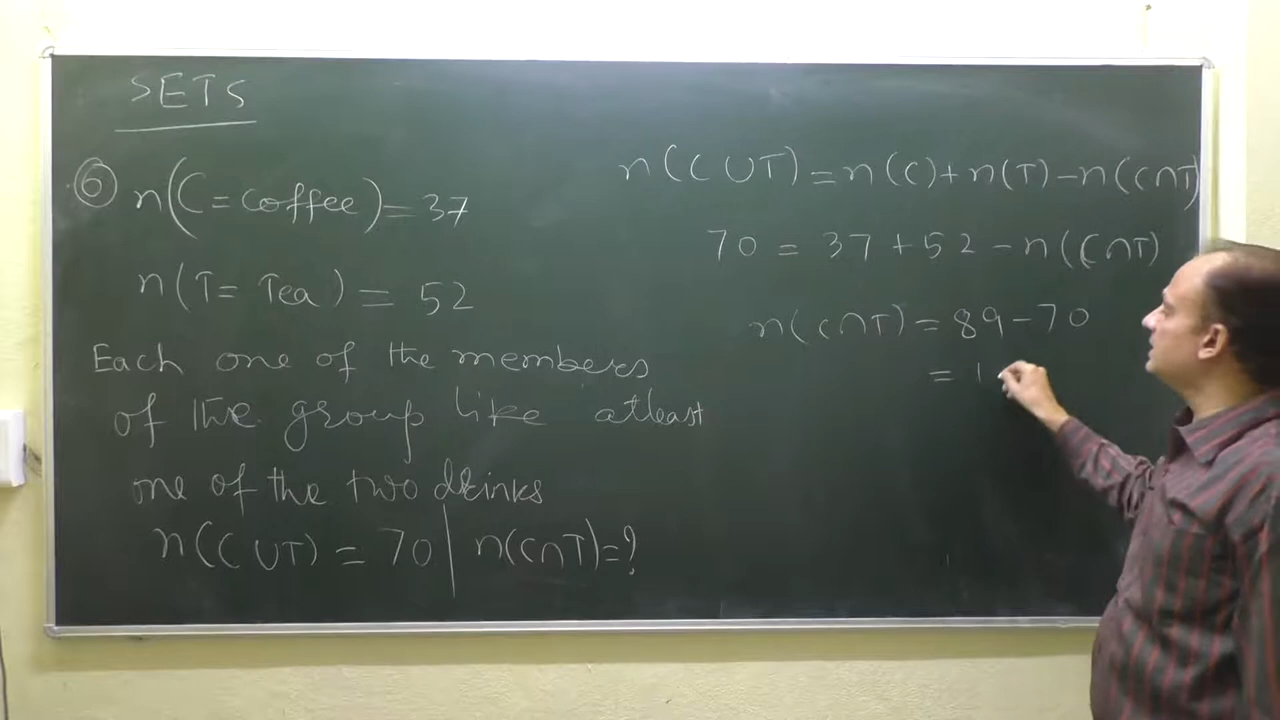 SETS
⑥ n(C=coffee)=37
n(T=Tea)=52
Each one of the members
of the group like atleast
one of the two drinks
n(C∪T)=70 | n(C∩T)=?
n(C∪T)=n(C)+n(T)-n(C∩T)
70=37+52-n(C∩T)
n(C∩T)=89-70
=1